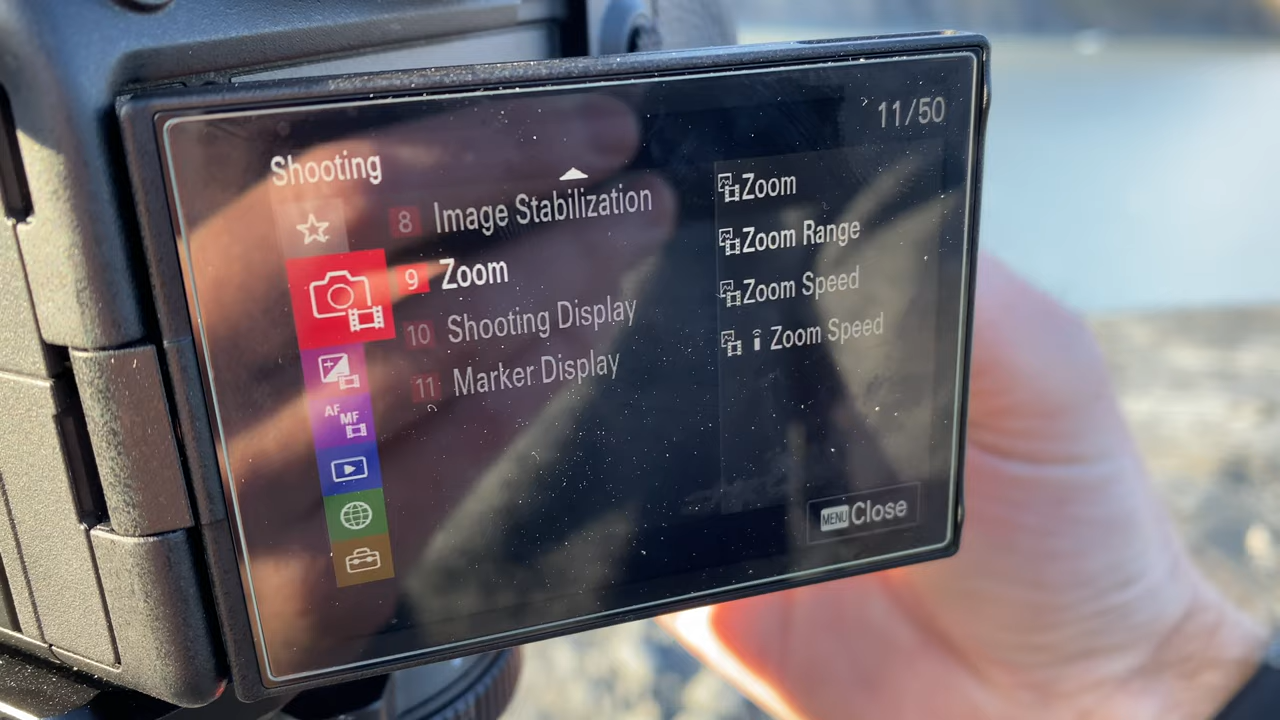 11/50
Shooting
8 Image Stabilization
9 Zoom
10 Shooting Display
11 Marker Display
AF MF
Zoom
Zoom Range
Zoom Speed
Zoom Speed
MENU Close